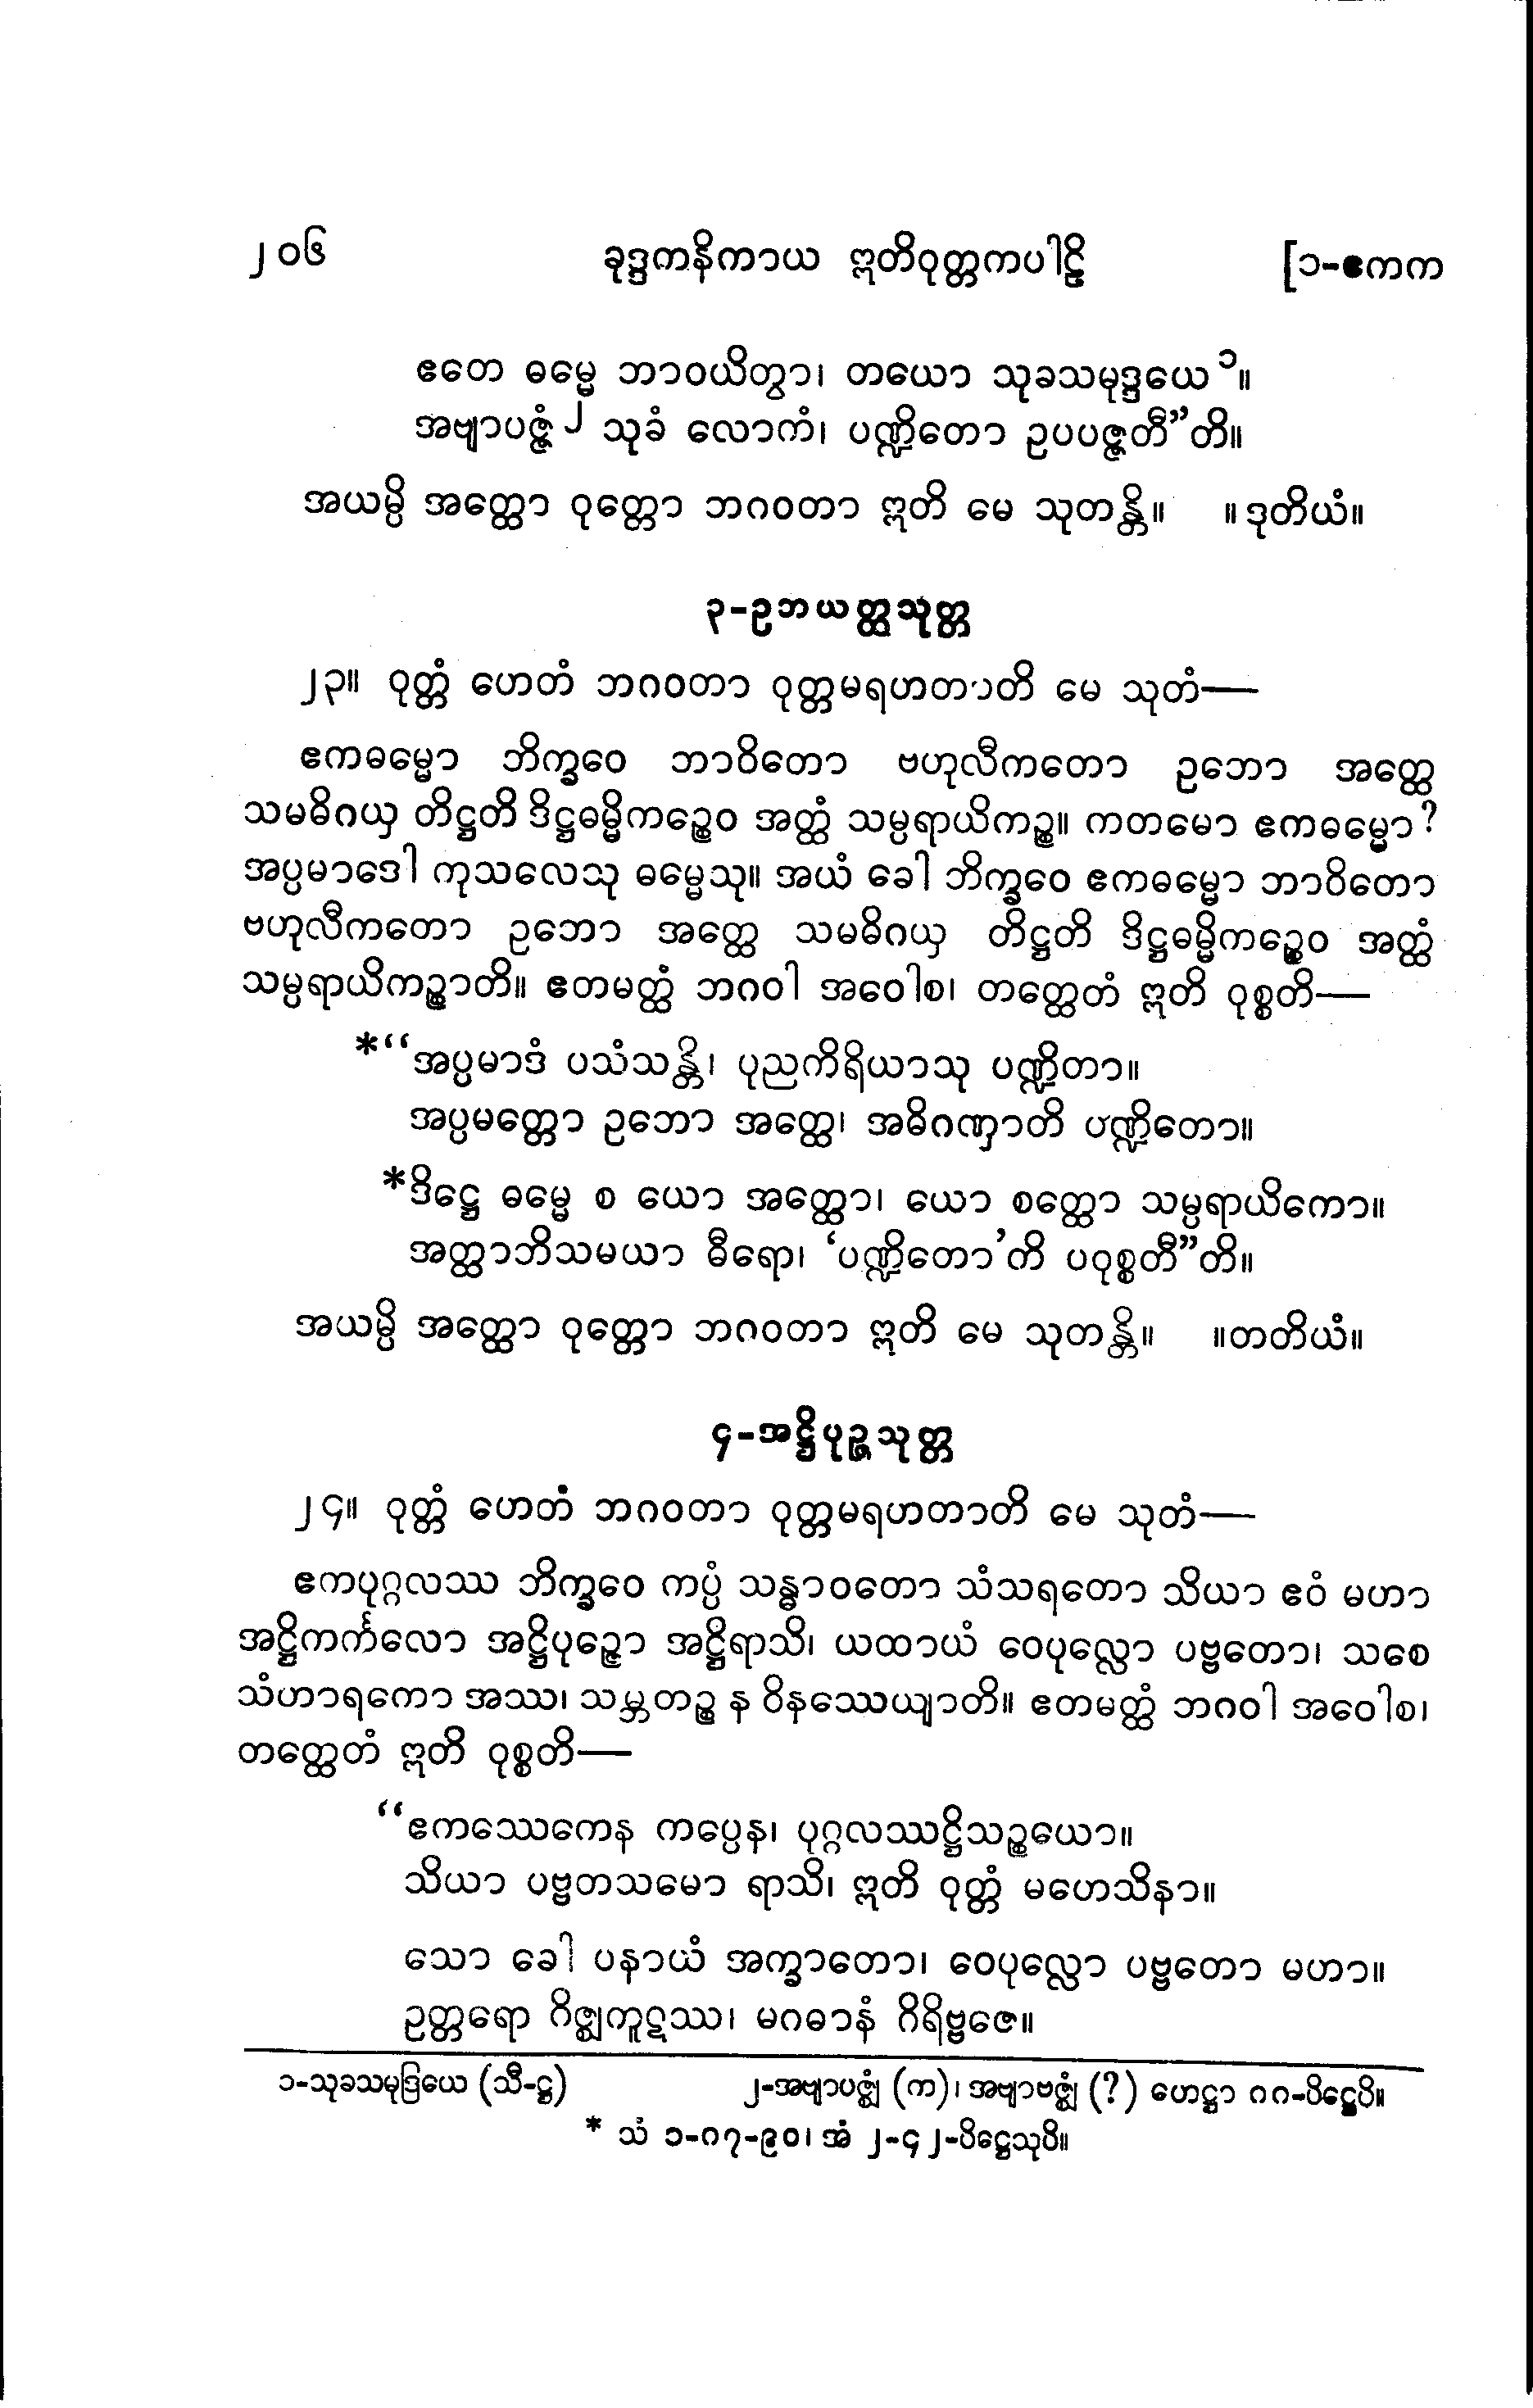 ၂၀၆ ခုဒ္ဒကနိကာယ ဣတိဝုတ္တကပါဠိ [၁-ဧကက
ဧတေ ဓမ္မေ ဘာဝယိတွာ၊ တယော သုခသမုဒ္ဒယေ ၁။
အဗျာပဇ္ဇံ ၂ သုခံ လောကံ၊ ပဏ္ဍိတော ဥပပဇ္ဇတီ”တိ။
အယမ္ပိ အတ္ထော ဝုတ္တော ဘဂဝတာ ဣတိ မေ သုတန္တိ။ ။ ဒုတိယံ။
၃-ဥဘယတ္ထသုတ္တ
၂၃။ ဝုတ္တံ ဟေတံ ဘဂဝတာ ဝုတ္တမရဟတာတိ မေ သုတံ—
ဧကဓမ္မော ဘိက္ခဝေ ဘာဝိတော ဗဟုလီကတော ဥဘော အတ္ထေ
သမဓိဂယှ တိဋ္ဌတိ ဒိဋ္ဌဓမ္မိကဉ္စေဝ အတ္ထံ သမ္ပရာယိကဉ္စ။ ကတမော ဧကဓမ္မော?
အပ္ပမာဒေါ ကုသလေသု ဓမ္မေသု။ အယံ ခေါ ဘိက္ခဝေ ဧကဓမ္မော ဘာဝိတော
ဗဟုလီကတော ဥဘော အတ္ထေ သမဓိဂယှ တိဋ္ဌတိ ဒိဋ္ဌဓမ္မိကဉ္စေဝ အတ္ထံ
သမ္ပရာယိကဉ္စာတိ။ ဧတမတ္ထံ ဘဂဝါ အဝေါစ၊ တတ္ထေတံ ဣတိ ဝုစ္စတိ—
*“အပ္ပမာဒံ ပသံသန္တိ၊ ပုညကိရိယာသု ပဏ္ဍိတာ။
အပ္ပမတ္တော ဥဘော အတ္ထေ၊ အဓိဂဏှာတိ ပဏ္ဍိတော။
*ဒိဋ္ဌေ ဓမ္မေ စ ယော အတ္ထော၊ ယော စတ္ထော သမ္ပရာယိကော။
အတ္ထာဘိသမယာ ဓီရော၊ ‘ပဏ္ဍိတော’တိ ပဝုစ္စတီ”တိ။
အယမ္ပိ အတ္ထော ဝုတ္တော ဘဂဝတာ ဣတိ မေ သုတန္တိ။ ။တတိယံ။
၄-အဋ္ဌိပုဉ္ဇသုတ္တ
၂၄။ ဝုတ္တံ ဟေတံ ဘဂဝတာ ဝုတ္တမရဟတာတိ မေ သုတံ—
ဧကပုဂ္ဂလဿ ဘိက္ခဝေ ကပ္ပံ သန္ဓာဝတော သံသရတော သိယာ ဧဝံ မဟာ
အဋ္ဌိကင်္ကလော အဋ္ဌိပုဉ္ဇော အဋ္ဌိရာသိ၊ ယထာယံ ဝေပုလ္လော ပဗ္ဗတော၊ သစေ
သံဟာရကော အဿ၊ သမ္ဘတဉ္စ န ဝိနဿေယျာတိ။ ဧတမတ္ထံ ဘဂဝါ အဝေါစ၊
တတ္ထေတံ ဣတိ ဝုစ္စတိ—
“ဧကဿေကေန ကပ္ပေန၊ ပုဂ္ဂလဿဋ္ဌိသဉ္စယော။
သိယာ ပဗ္ဗတသမော ရာသိ၊ ဣတိ ဝုတ္တံ မဟေသိနာ။
သော ခေါ ပနာယံ အက္ခာတော၊ ဝေပုလ္လော ပဗ္ဗတော မဟာ။
ဥတ္တရော ဂိဇ္ဈကူဋဿ၊ မဂဓာနံ ဂိရိဗ္ဗဇေ။
၁-သုခသမုဒြိယေ (သီ-ဋ္ဌ) ၂-အဗျာပဇ္ဈံ (က)၊ အဗျာဗဇ္ဈံ (?) ဟေဋ္ဌာ ဂဂ-ပိဋ္ဌေပိ။
* သံ ၁-၈၇-၉၀၊ အံ ၂-၄၂-ပိဋ္ဌေသုပိ။